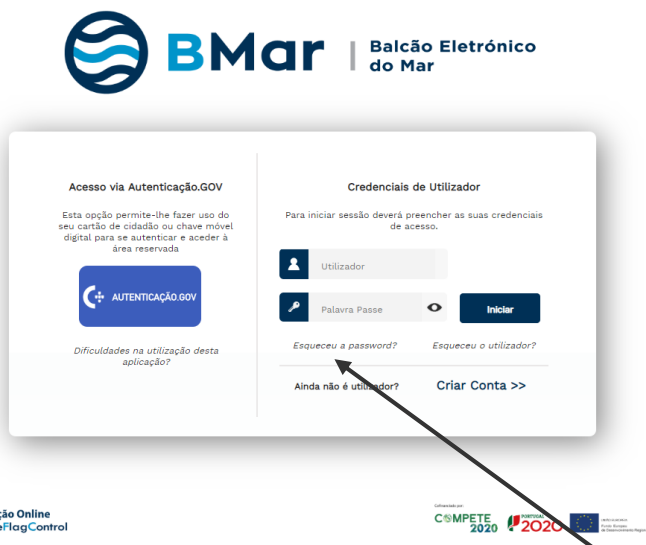 BMar | Balcão Eletrónico
do Mar
Acesso via Autenticação.GOV
Esta opção permite-lhe fazer uso do
seu cartão de cidadão ou chave móvel
digital para se autenticar e aceder à
área reservada
AUTENTICAÇÃO.GOV
Dificuldades na utilização desta
aplicação?
Credenciais de Utilizador
Para iniciar sessão deverá preencher as suas credenciais
de acesso.
Utilizador
Palavra Passe
Iniciar
Esqueceu a password?
Esqueceu o utilizador?
Ainda não é utilizador?
Criar Conta >>
ção Online
eFlagControl
Cofinanciado por:
COMPETE
2020
PORTUGAL
2020